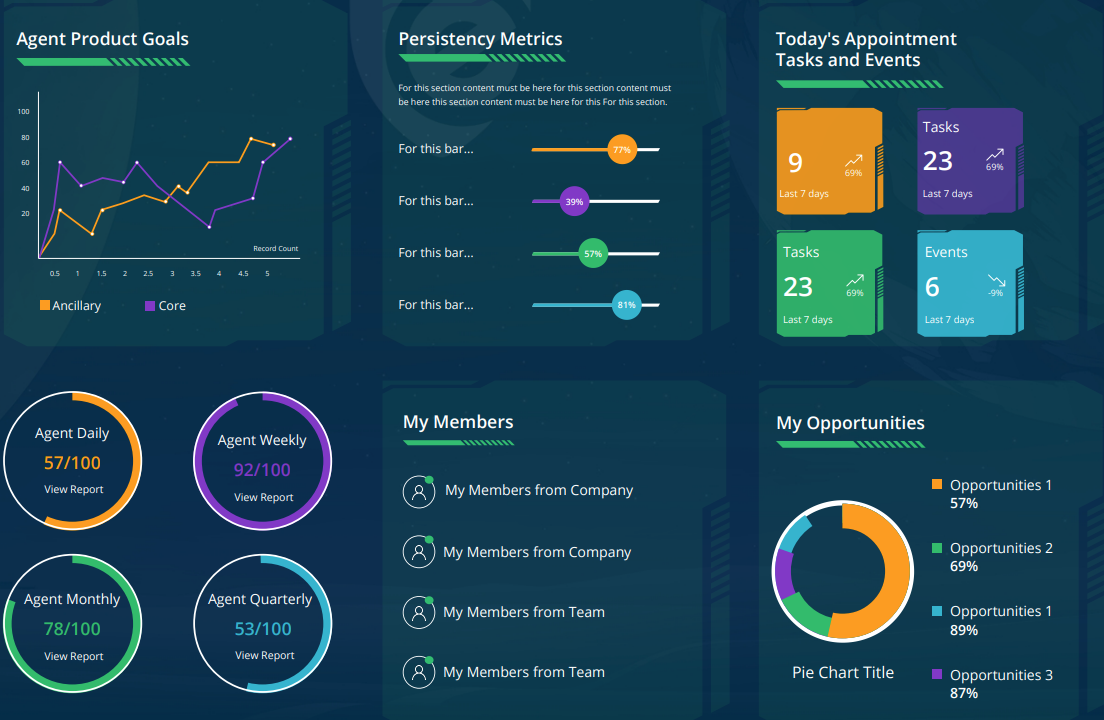 Agent Product Goals
100
80
60
40
20
Record Count
0.5 1 1.5 2 2.5 3 3.5 4 4.5 5
Ancillary Core
Persistency Metrics
For this section content must be here for this section content must
be here this section content must be here for this For this section.
For this bar... 77%
For this bar... 39%
For this bar... 57%
For this bar... 81%
Today's Appointment
Tasks and Events
9
69%
Last 7 days
Tasks
23
69%
Last 7 days
Tasks
23
69%
Last 7 days
Events
6
-9%
Last 7 days
Agent Daily
57/100
View Report
Agent Weekly
92/100
View Report
Agent Monthly
78/100
View Report
Agent Quarterly
53/100
View Report
My Members
My Members from Company
My Members from Company
My Members from Team
My Members from Team
My Opportunities
Opportunities 1
57%
Opportunities 2
69%
Opportunities 1
89%
Opportunities 3
87%
Pie Chart Title